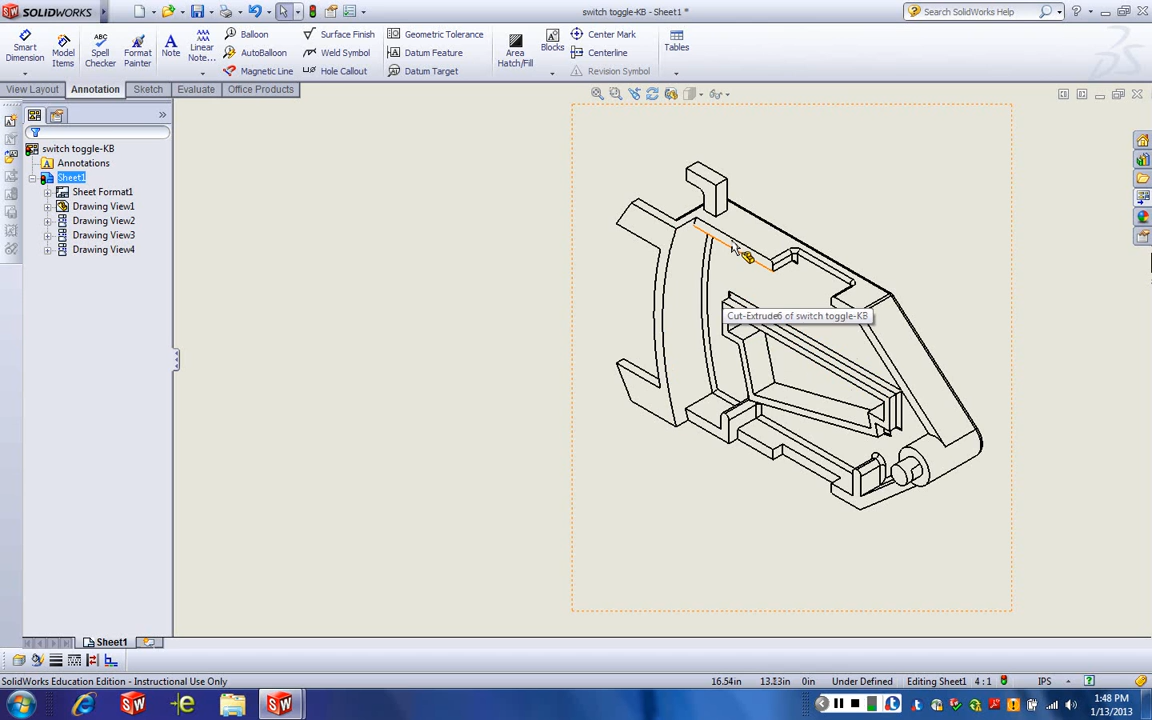 SOLIDWORKS
switch toggle-KB - Sheet1 *
Search SolidWorks Help
Smart Dimension
Model Items
Spell Checker
Format Painter
Note
Linear Note...
Balloon
AutoBalloon
Magnetic Line
Surface Finish
Weld Symbol
Hole Callout
Geometric Tolerance
Datum Feature
Datum Target
Area Hatch/Fill
Blocks
Center Mark
Centerline
Revision Symbol
Tables
View Layout
Annotation
Sketch
Evaluate
Office Products
switch toggle-KB
Annotations
Sheet1
Sheet Format1
Drawing View1
Drawing View2
Drawing View3
Drawing View4
Cut-Extrude6 of switch toggle-KB
Sheet1
SolidWorks Education Edition - Instructional Use Only
16.54in
13.13in
0in
Under Defined
Editing Sheet1
4 : 1
IPS
1:48 PM
1/13/2013